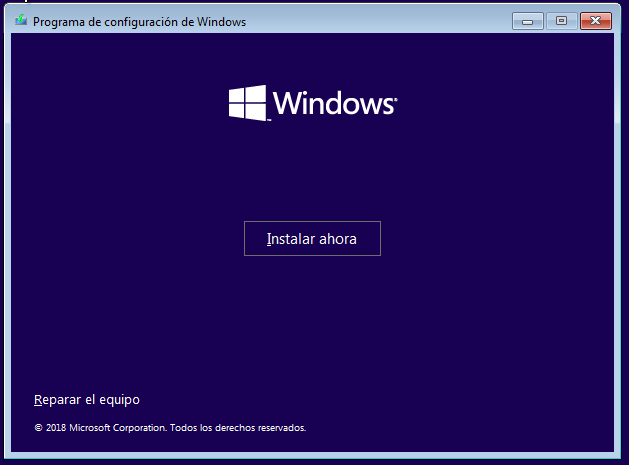 Programa de configuración de Windows
Windows®
Instalar ahora
Reparar el equipo
© 2018 Microsoft Corporation. Todos los derechos reservados.